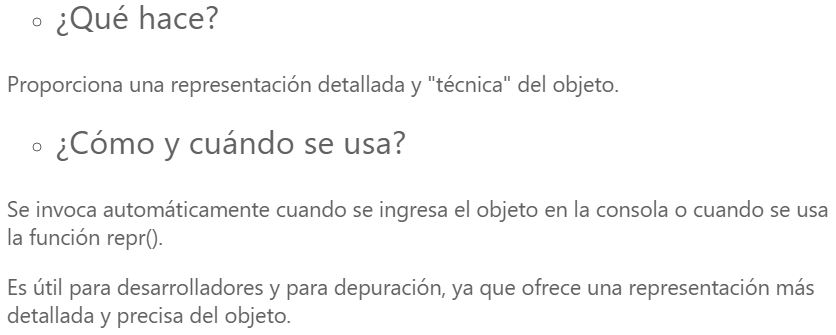 ¿Qué hace?
Proporciona una representación detallada y "técnica" del objeto.
¿Cómo y cuándo se usa?
Se invoca automáticamente cuando se ingresa el objeto en la consola o cuando se usa
la función repr().
Es útil para desarrolladores y para depuración, ya que ofrece una representación más
detallada y precisa del objeto.